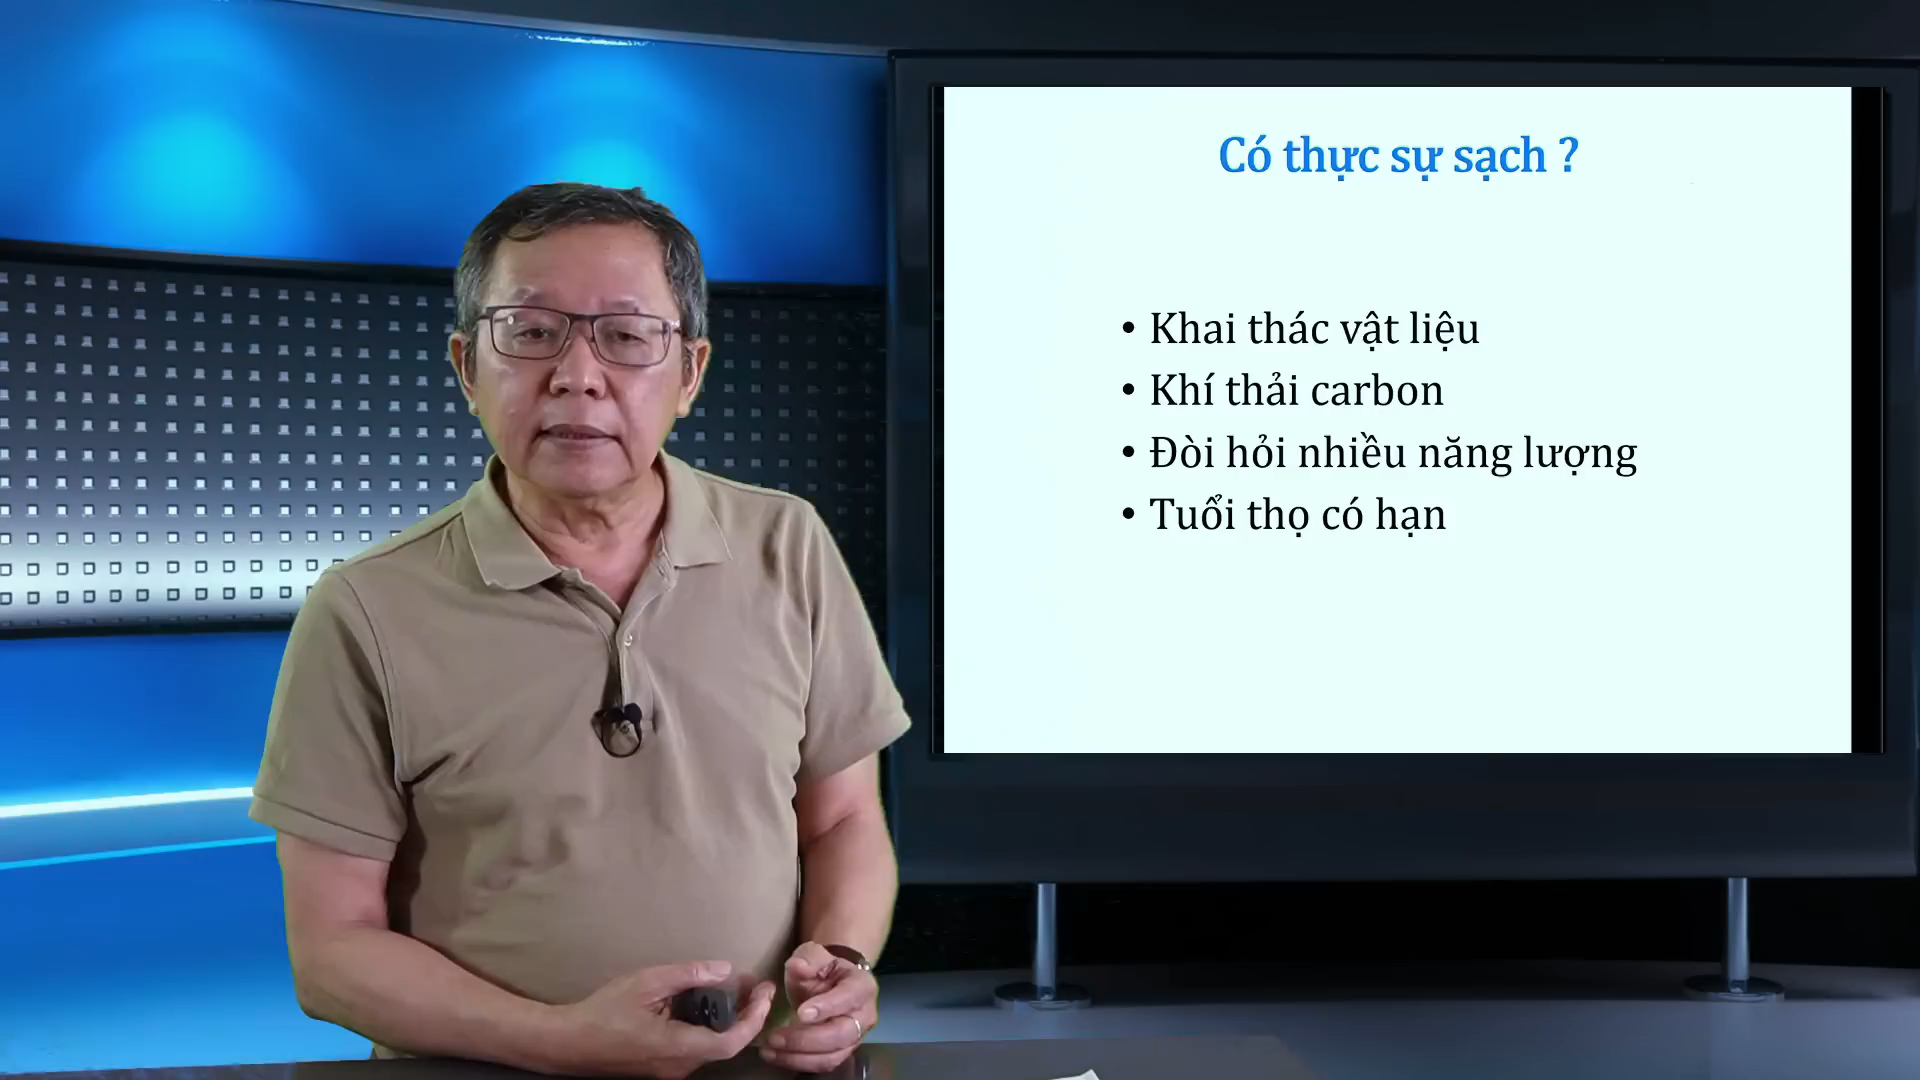 Có thực sự sạch ?
• Khai thác vật liệu
• Khí thải carbon
• Đòi hỏi nhiều năng lượng
• Tuổi thọ có hạn